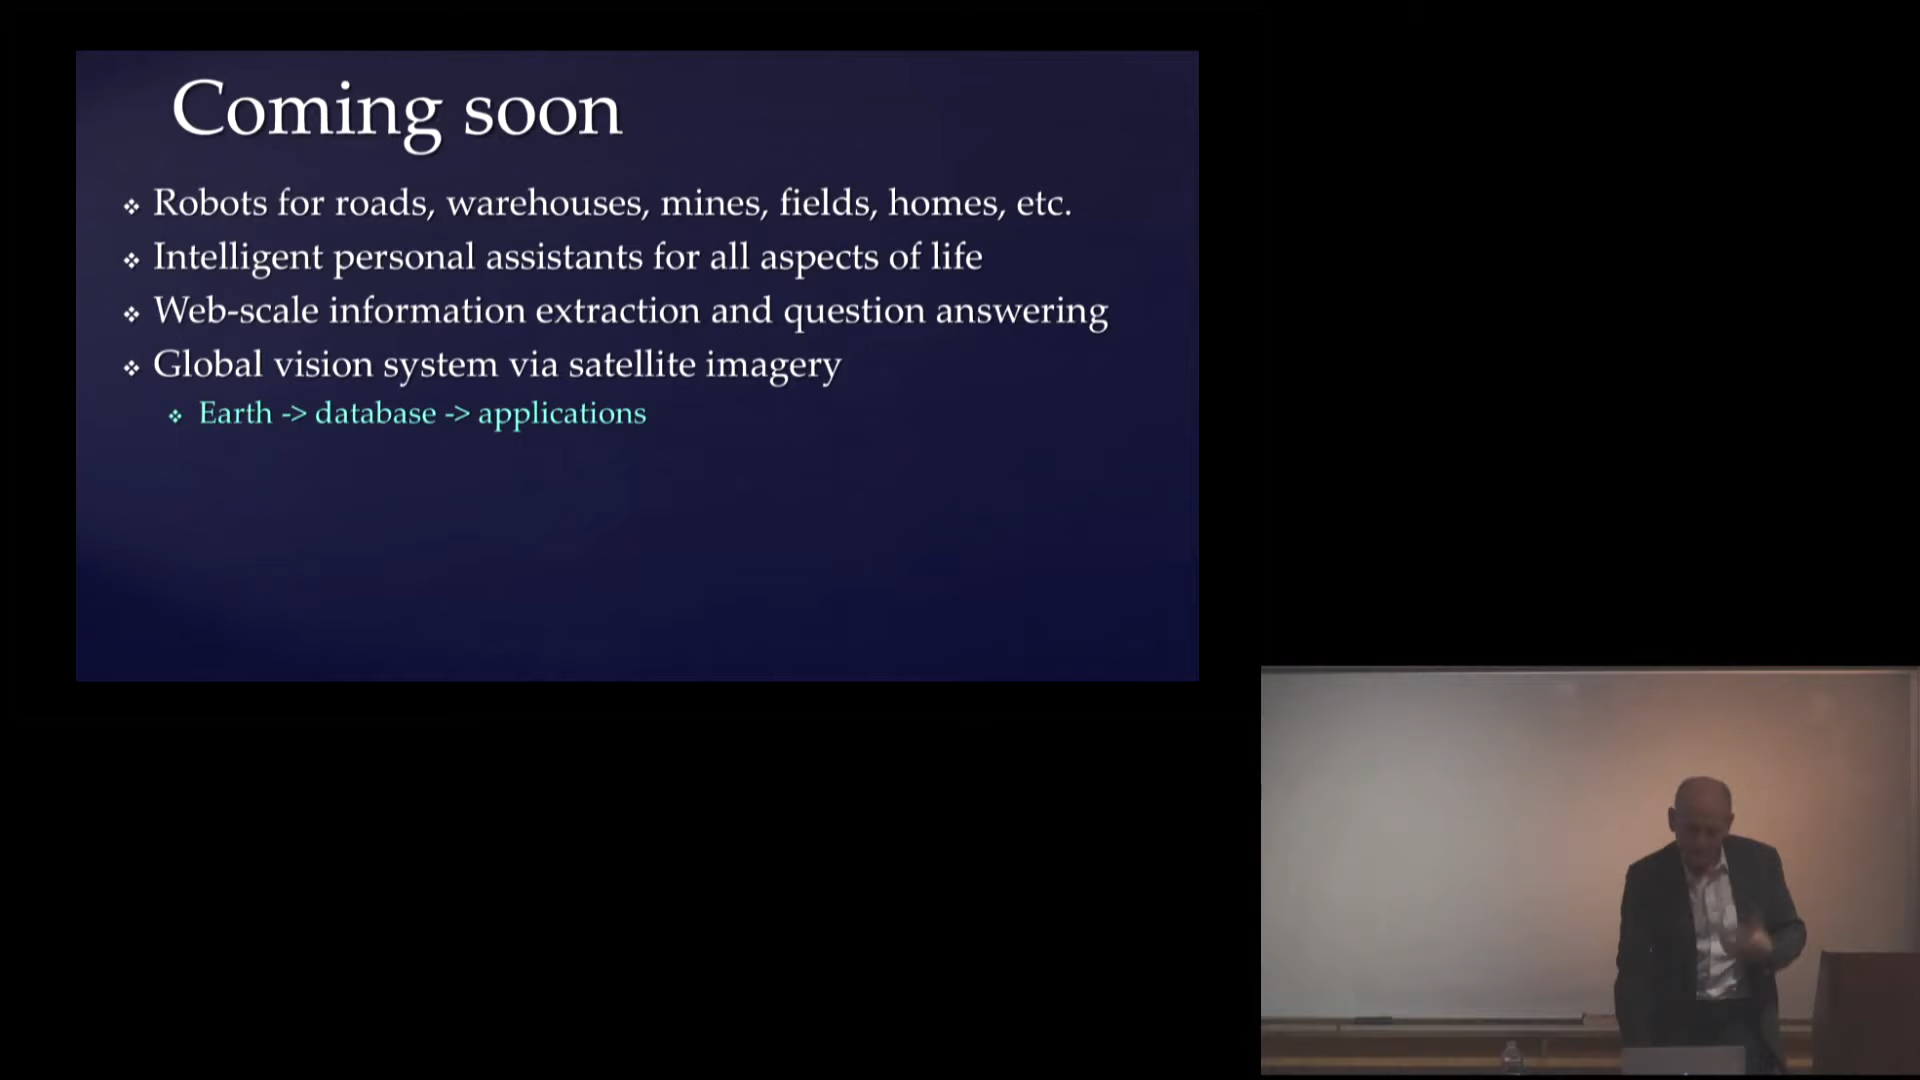 Coming soon
Robots for roads, warehouses, mines, fields, homes, etc.
Intelligent personal assistants for all aspects of life
Web-scale information extraction and question answering
Global vision system via satellite imagery
Earth -> database -> applications